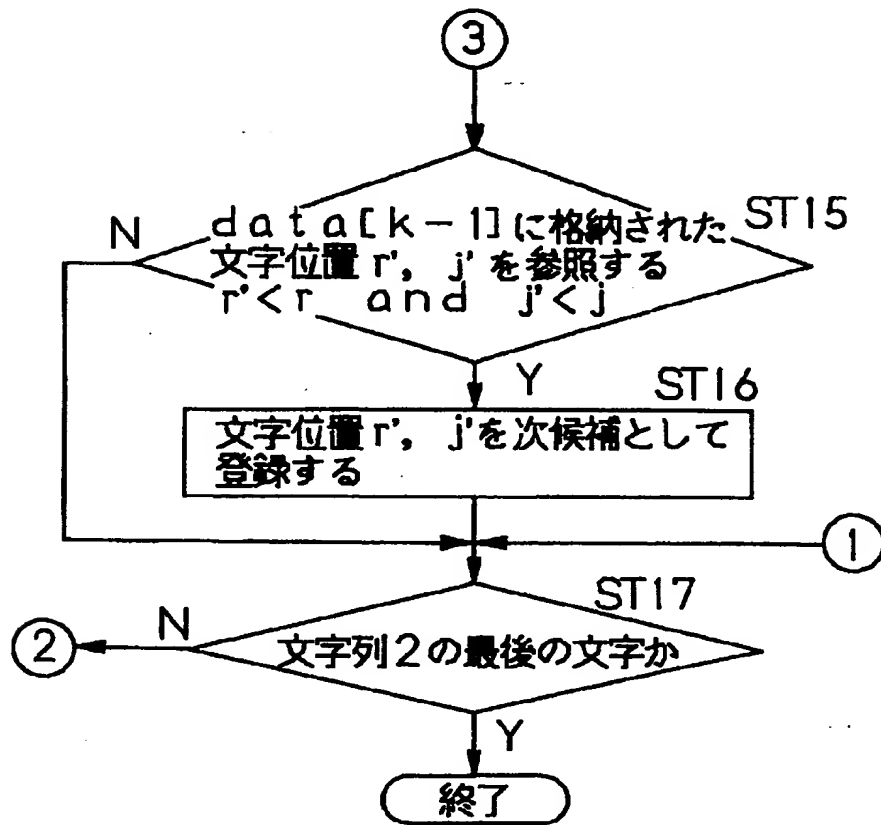 3
ST15
N
data[k-1]に格納された
文字位置r', j'を参照する
r'<r and j'<j
Y
ST16
文字位置r', j'を次候補として
登録する
1
ST17
2
N
文字列2の最後の文字か
Y
終了